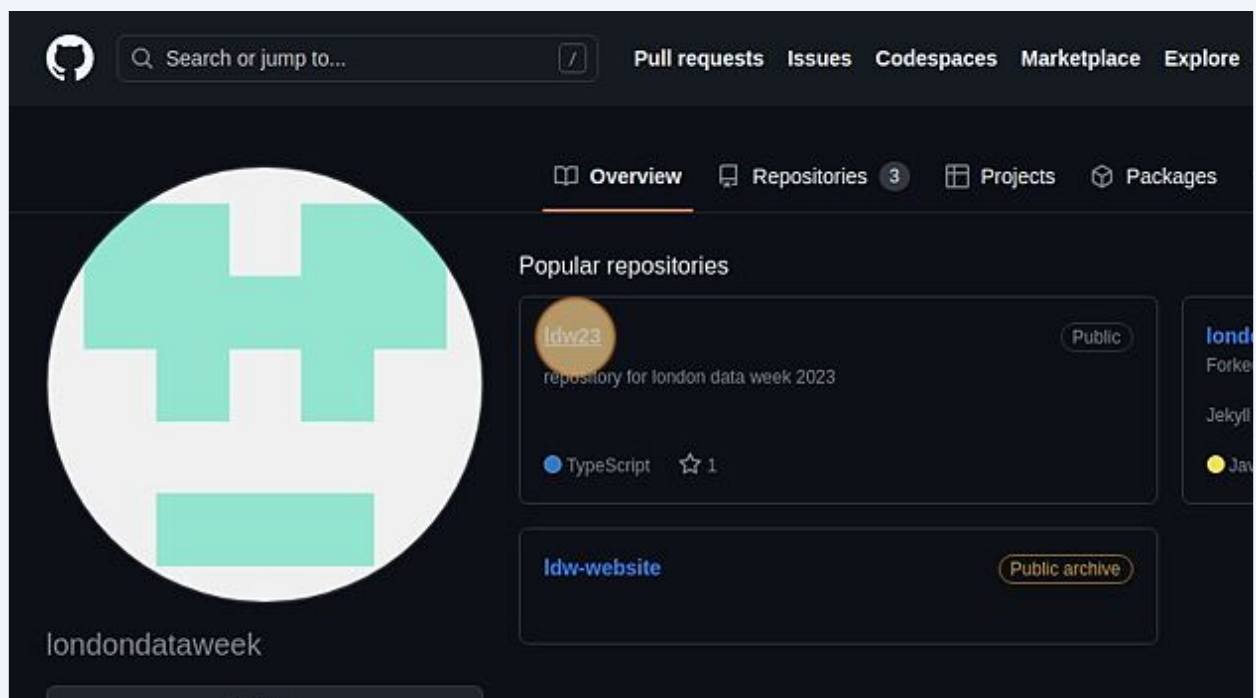 Search or jump to... /
Pull requests Issues Codespaces Marketplace Explore
Overview Repositories 3 Projects Packages
Popular repositories
ldw23 Public
repository for london data week 2023
TypeScript 1
Forke
Jekyll
ldw-website Public archive
londondataweek